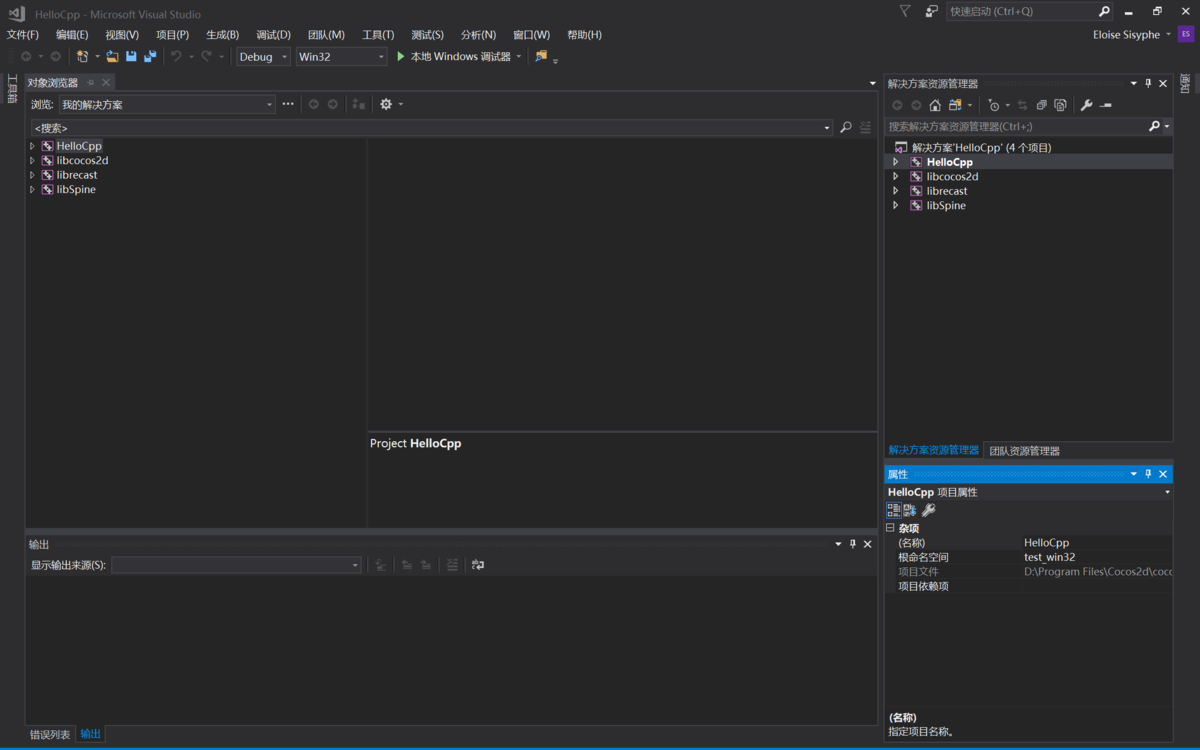 HelloCpp - Microsoft Visual Studio
快速启动 (Ctrl+Q)
文件(F) 编辑(E) 视图(V) 项目(P) 生成(B) 调试(D) 团队(M) 工具(T) 测试(S) 分析(N) 窗口(W) 帮助(H)
Eloise Sisyphe
ES
Debug
Win32
本地 Windows 调试器
工具箱
对象浏览器
浏览:
我的解决方案
<搜索>
HelloCpp
libcocos2d
librecast
libSpine
Project HelloCpp
输出
显示输出来源(S):
错误列表
输出
解决方案资源管理器
搜索解决方案资源管理器(Ctrl+;)
解决方案'HelloCpp' (4 个项目)
HelloCpp
libcocos2d
librecast
libSpine
解决方案资源管理器
团队资源管理器
属性
HelloCpp 项目属性
杂项
(名称) HelloCpp
根命名空间 test_win32
项目文件 D:\Program Files\Cocos2d\coco
项目依赖项
(名称)
指定项目名称。
通知